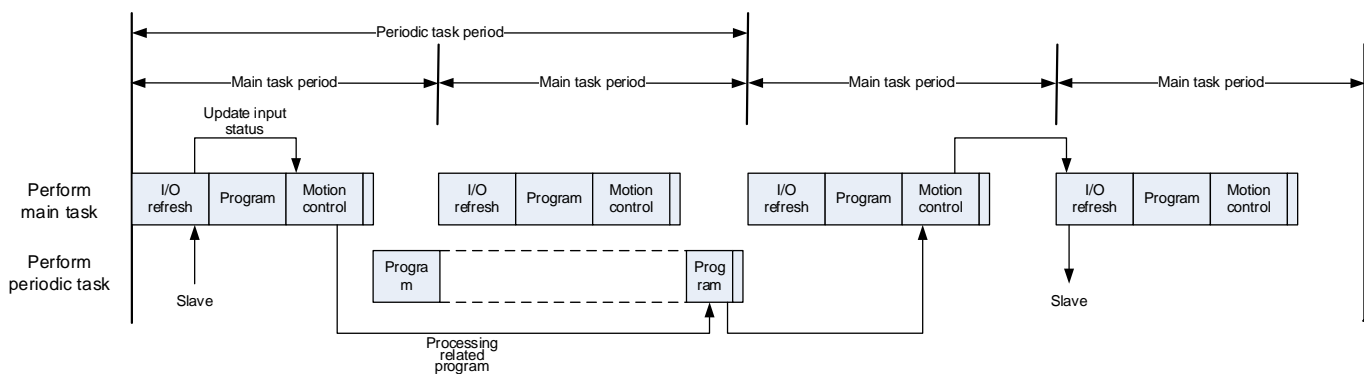 Periodic task period
Main task period
Main task period
Main task period
Main task period
Update input
status
Perform
main task
I/O
refresh
Program
Motion
control
I/O
refresh
Program
Motion
control
I/O
refresh
Program
Motion
control
I/O
refresh
Program
Motion
control
Perform
periodic task
Progra
m
Prog
ram
Slave
Slave
Processing
related
program